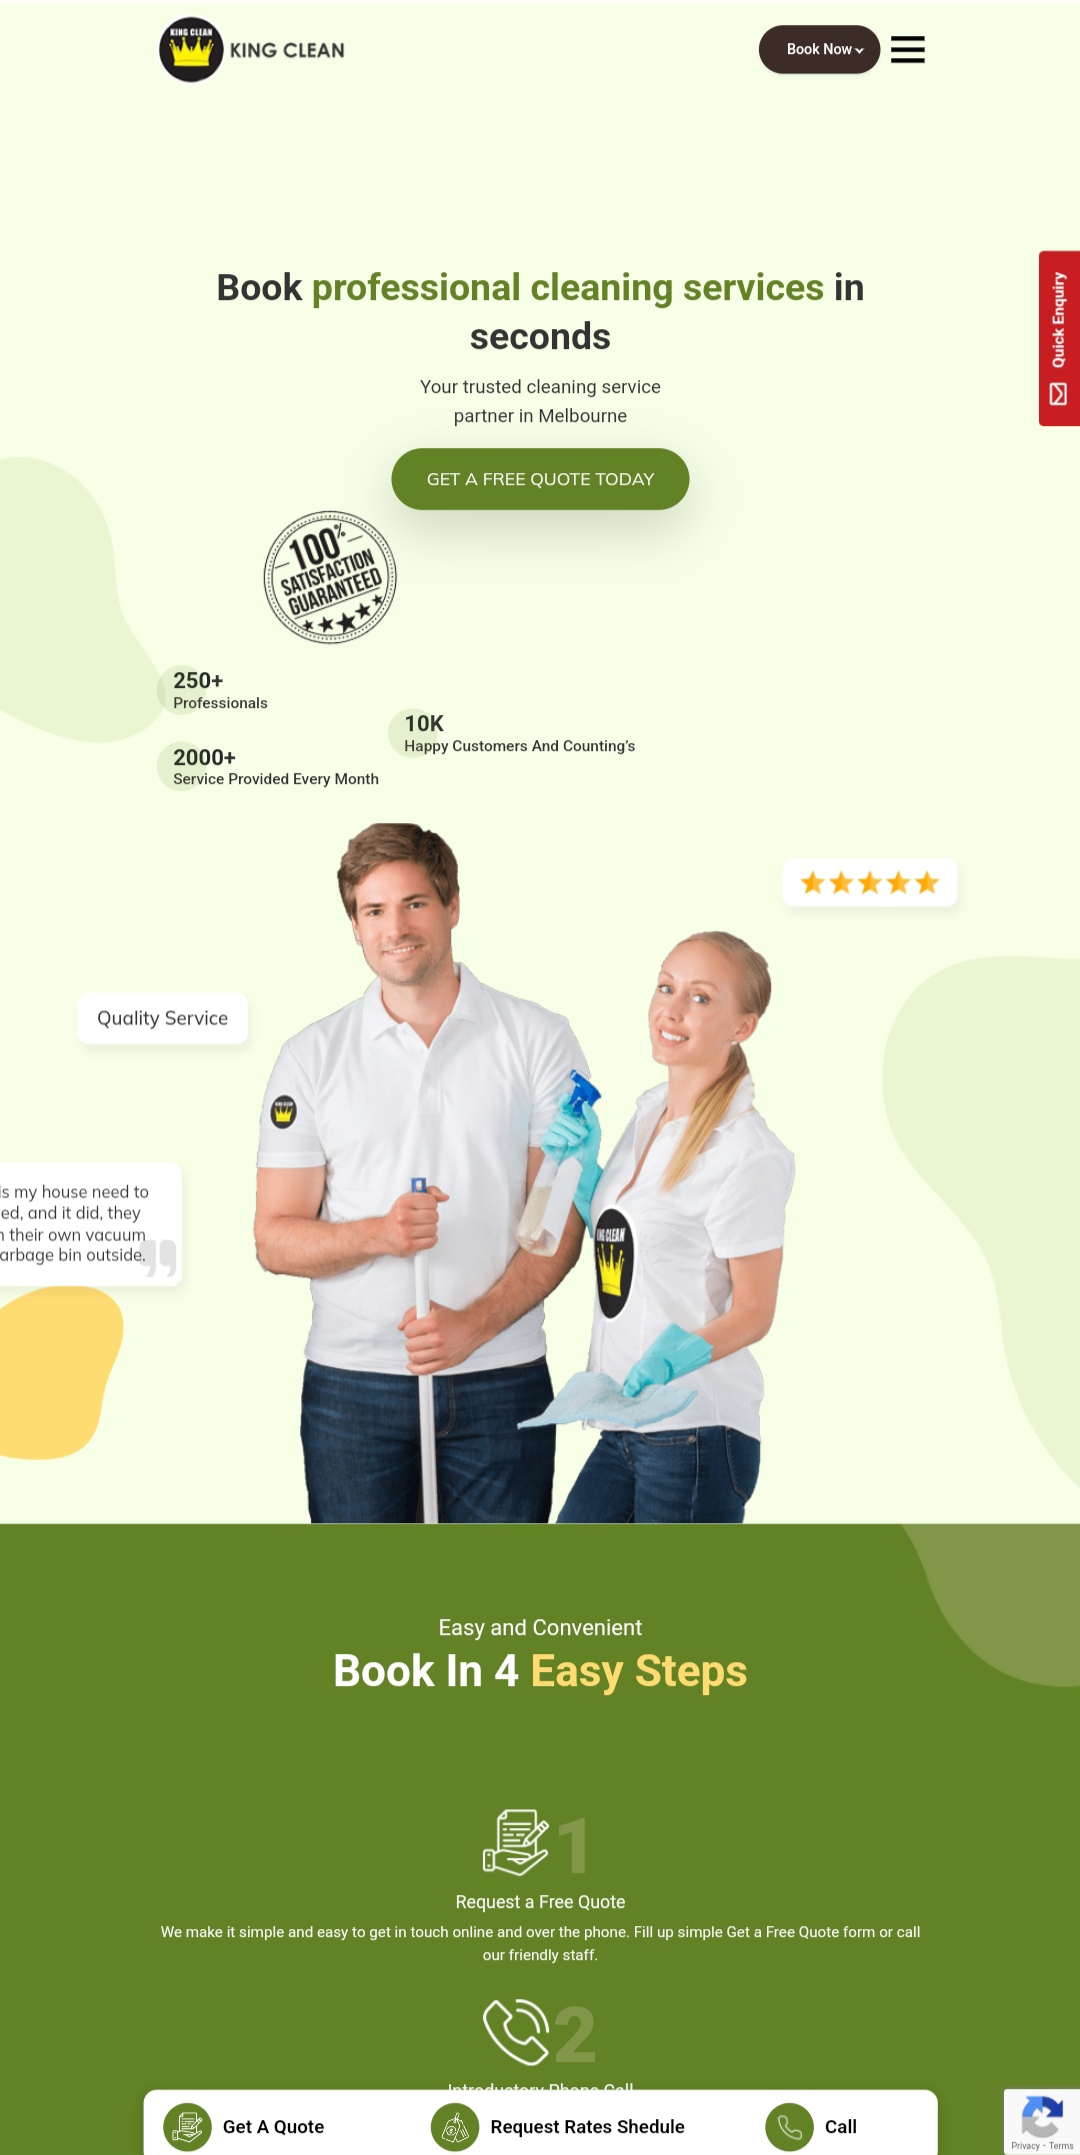 KING CLEAN
KING CLEAN
Book Now
Quick Enquiry
Book professional cleaning services in
seconds
Your trusted cleaning service
partner in Melbourne
GET A FREE QUOTE TODAY
100%
SATISFACTION
GUARANTEED
250+
Professionals
10K
Happy Customers And Counting's
2000+
Service Provided Every Month
Quality Service
KING CLEAN
is my house need to
ed, and it did, they
their own vacuum
arbage bin outside.
KING CLEAN
Easy and Convenient
Book In 4 Easy Steps
1
Request a Free Quote
We make it simple and easy to get in touch online and over the phone. Fill up simple Get a Free Quote form or call
our friendly staff.
2
Introductory Phone Call
Get A Quote
Request Rates Shedule
Call
Privacy - Terms